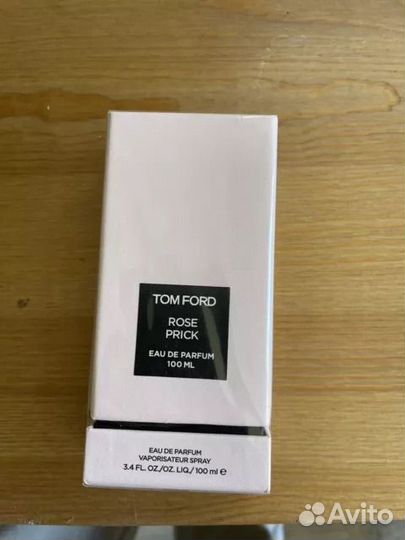 TOM FORD
ROSE
PRICK
EAU DE PARFUM
100 ML
EAU DE PARFUM
VAPORISATEUR SPRAY
3.4 FL. OZ./OZ. LIQ./100 ml ℮
Avito